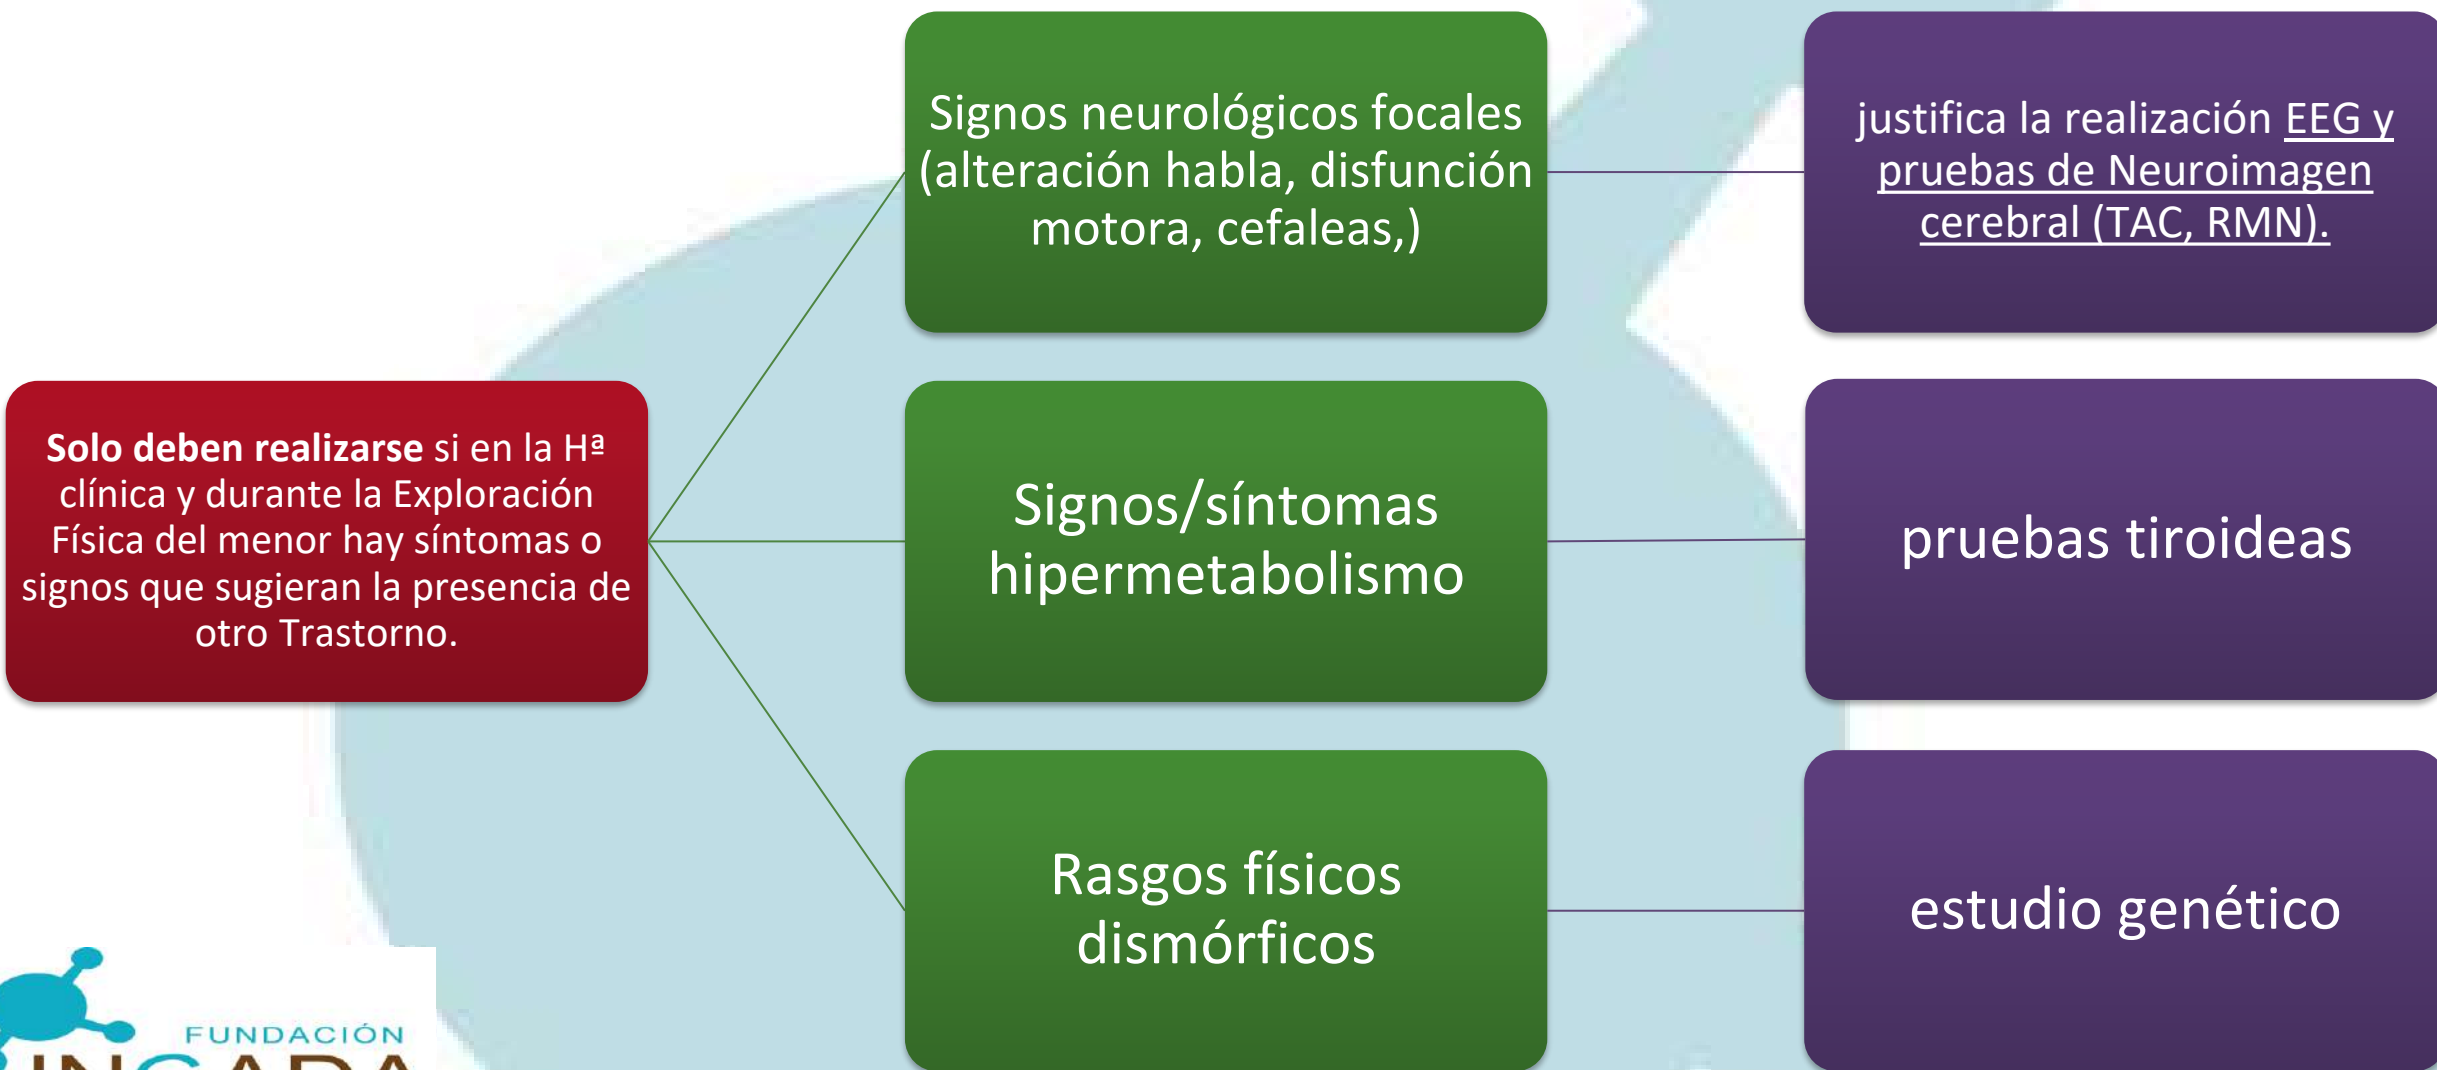 Solo deben realizarse si en la Hª
clínica y durante la Exploración
Física del menor hay síntomas o
signos que sugieran la presencia de
otro Trastorno.
Signos neurológicos focales
(alteración habla, disfunción
motora, cefaleas,)
justifica la realización EEG y
pruebas de Neuroimagen
cerebral (TAC, RMN).
Signos/síntomas
hipermetabolismo
pruebas tiroideas
Rasgos físicos
dismórficos
estudio genético
FUNDACIÓN
INGADA